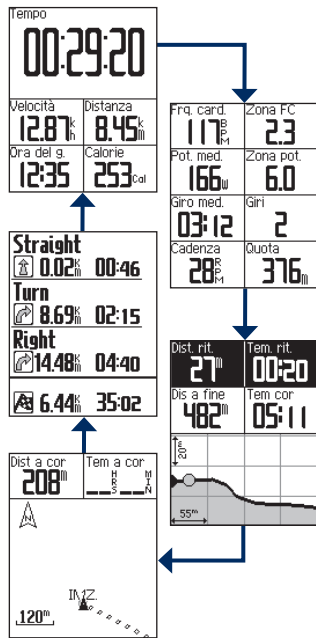 Tempo
00:29:20
Velocità Distanza
12.87 k/h 8.45 k/m
Ora del g. Calorie
12:35 253 Cal
Frq. card. Zona FC
117 BPM 2.3
Pot. med. Zona pot.
166 w 6.0
Giro med. Giri
03:12 2
Cadenza Quota
28 RPM 376 m
Straight
0.02 KM 00:46
Turn
8.69 KM 02:15
Right
14.48 KM 04:40
6.44 KM 35:02
Dist. rit. Tem. rit.
27 m 00:20
Dis a fine Tem cor
482 m 05:11
20 m
55 m
Dist a cor Tem a cor
208 m __HRS __MIN
N
INIZ.
120 m